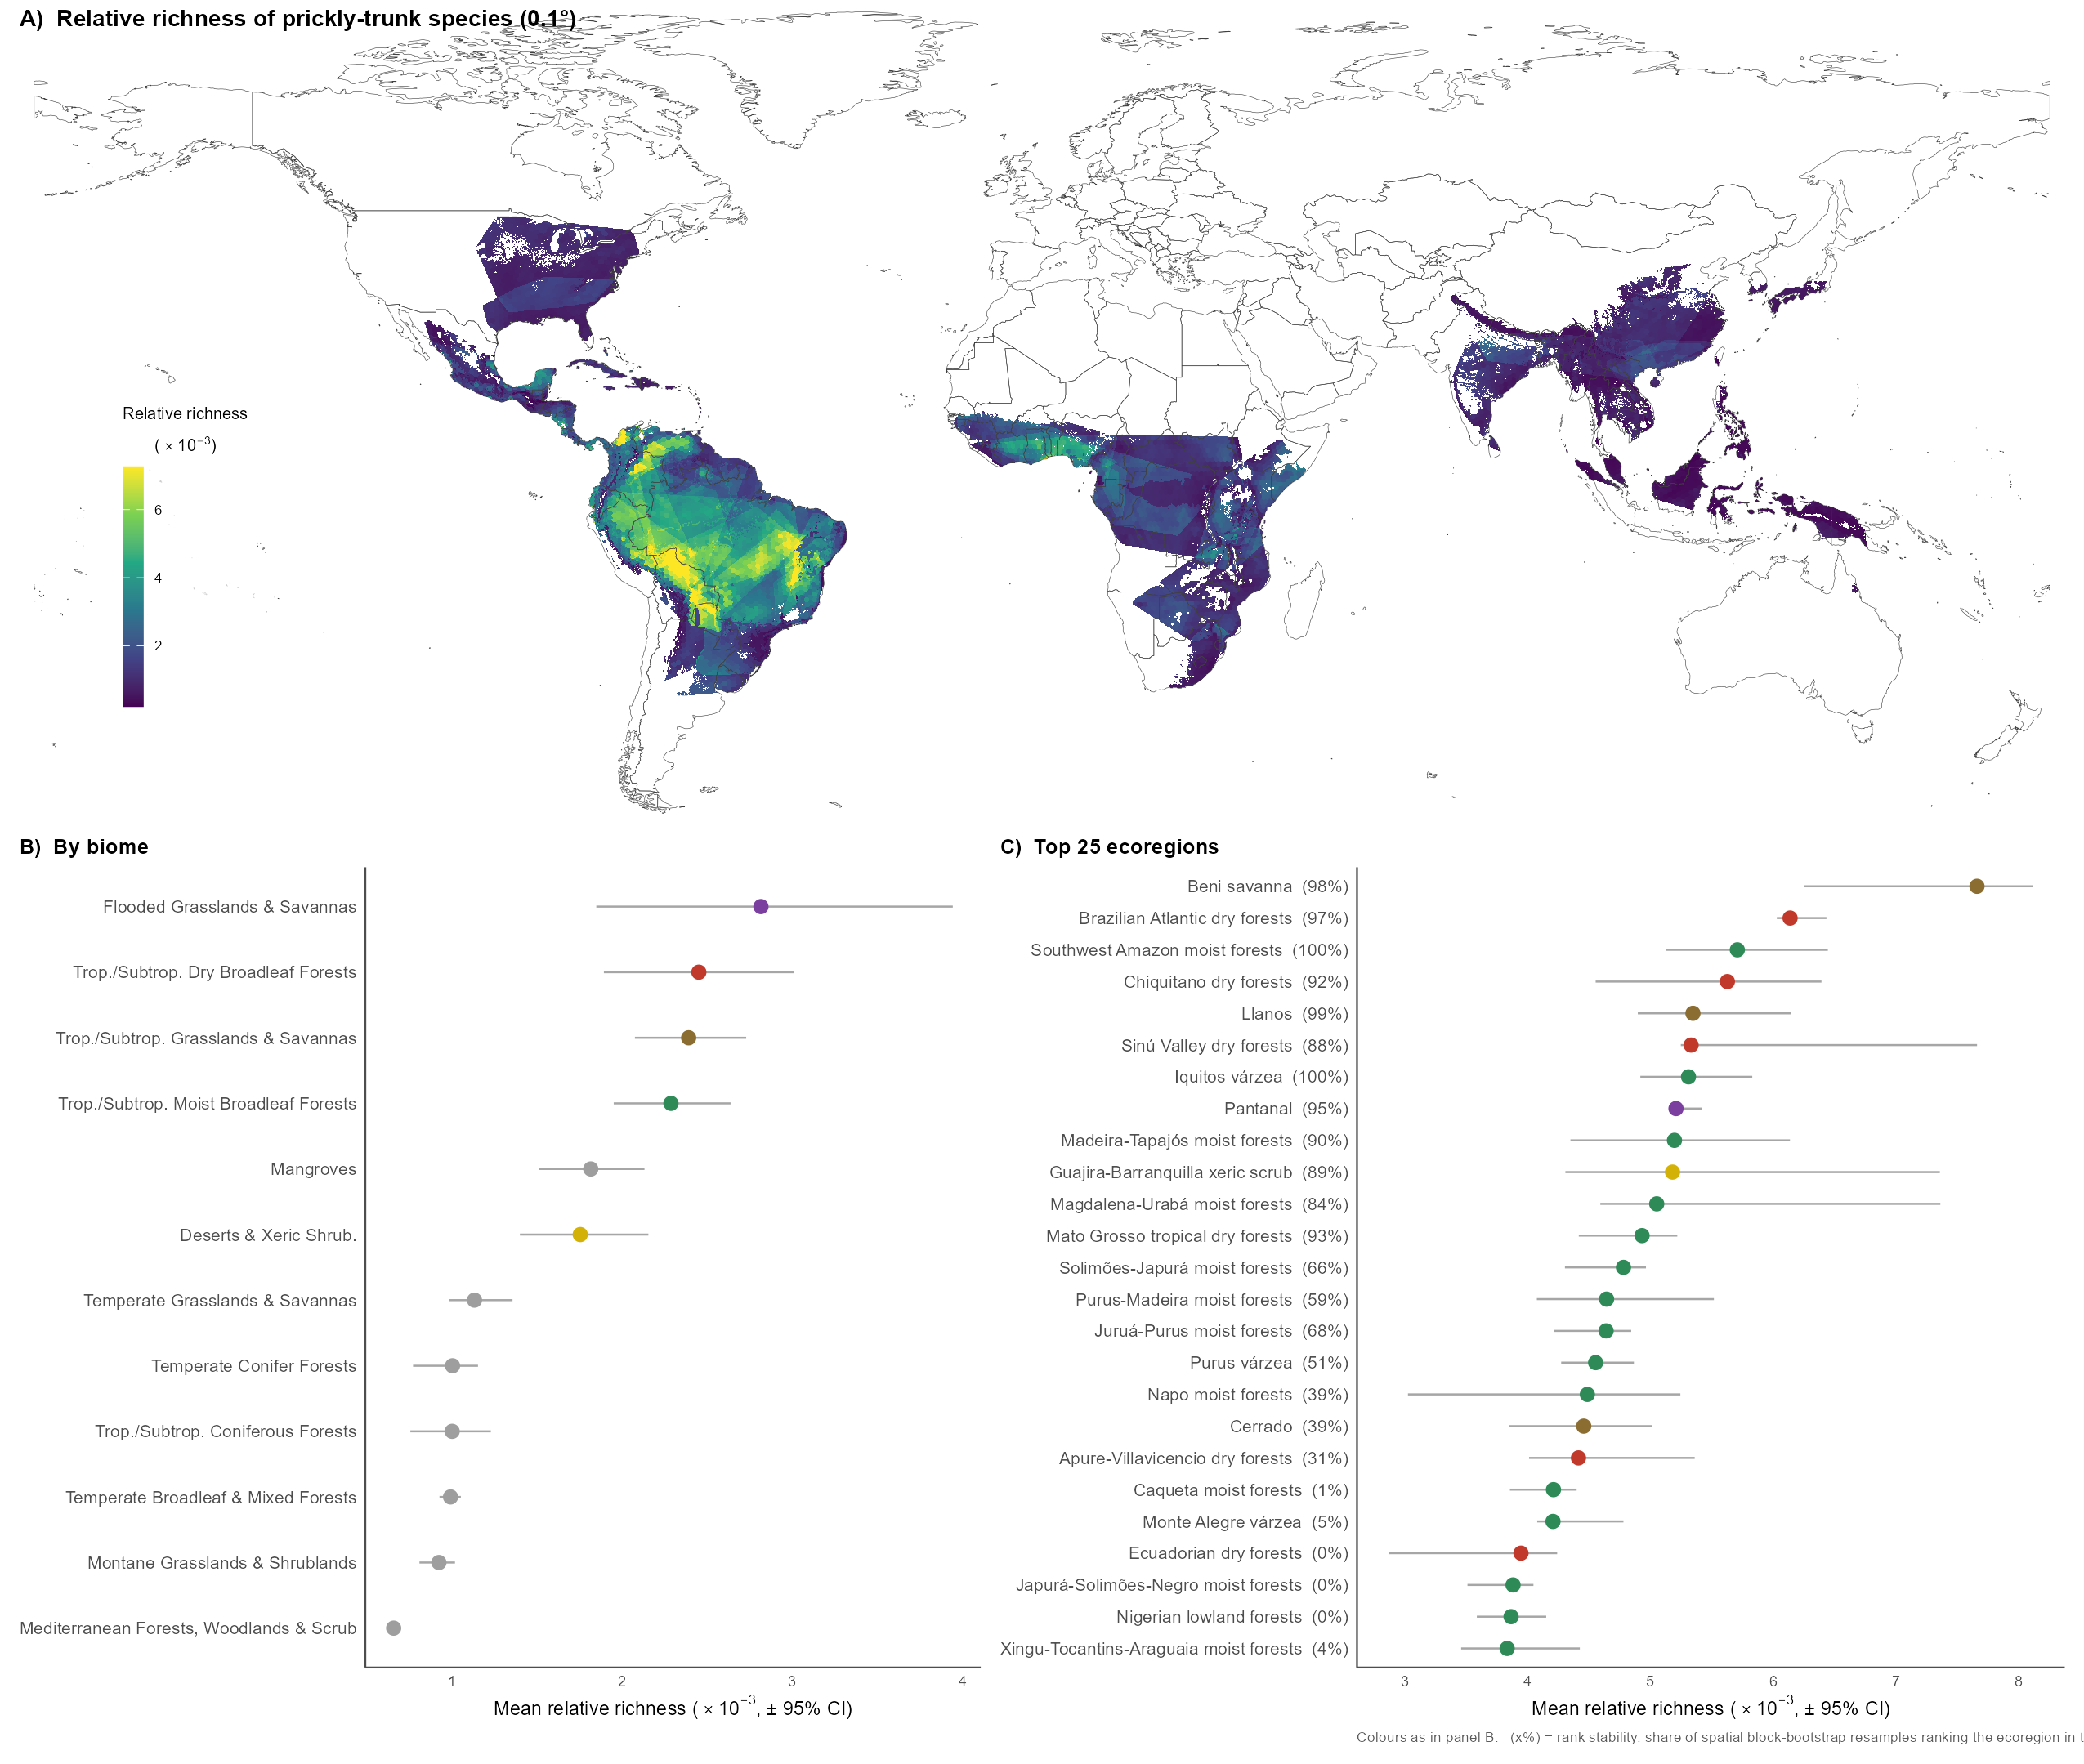 A) Relative richness of prickly-trunk species (0.1°)
Relative richness
( × 10⁻³)
6
4
2
B) By biome
Flooded Grasslands & Savannas
Trop./Subtrop. Dry Broadleaf Forests
Trop./Subtrop. Grasslands & Savannas
Trop./Subtrop. Moist Broadleaf Forests
Mangroves
Deserts & Xeric Shrub.
Temperate Grasslands & Savannas
Temperate Conifer Forests
Trop./Subtrop. Coniferous Forests
Temperate Broadleaf & Mixed Forests
Montane Grasslands & Shrublands
Mediterranean Forests, Woodlands & Scrub
1 2 3 4
Mean relative richness ( × 10⁻³, ± 95% CI)
C) Top 25 ecoregions
Beni savanna (98%)
Brazilian Atlantic dry forests (97%)
Southwest Amazon moist forests (100%)
Chiquitano dry forests (92%)
Llanos (99%)
Sinú Valley dry forests (88%)
Iquitos várzea (100%)
Pantanal (95%)
Madeira-Tapajós moist forests (90%)
Guajira-Barranquilla xeric scrub (89%)
Magdalena-Urabá moist forests (84%)
Mato Grosso tropical dry forests (93%)
Solimões-Japurá moist forests (66%)
Purus-Madeira moist forests (59%)
Juruá-Purus moist forests (68%)
Purus várzea (51%)
Napo moist forests (39%)
Cerrado (39%)
Apure-Villavicencio dry forests (31%)
Caqueta moist forests (1%)
Monte Alegre várzea (5%)
Ecuadorian dry forests (0%)
Japurá-Solimões-Negro moist forests (0%)
Nigerian lowland forests (0%)
Xingu-Tocantins-Araguaia moist forests (4%)
3 4 5 6 7 8
Mean relative richness ( × 10⁻³, ± 95% CI)
Colours as in panel B. (x%) = rank stability: share of spatial block-bootstrap resamples ranking the ecoregion in t